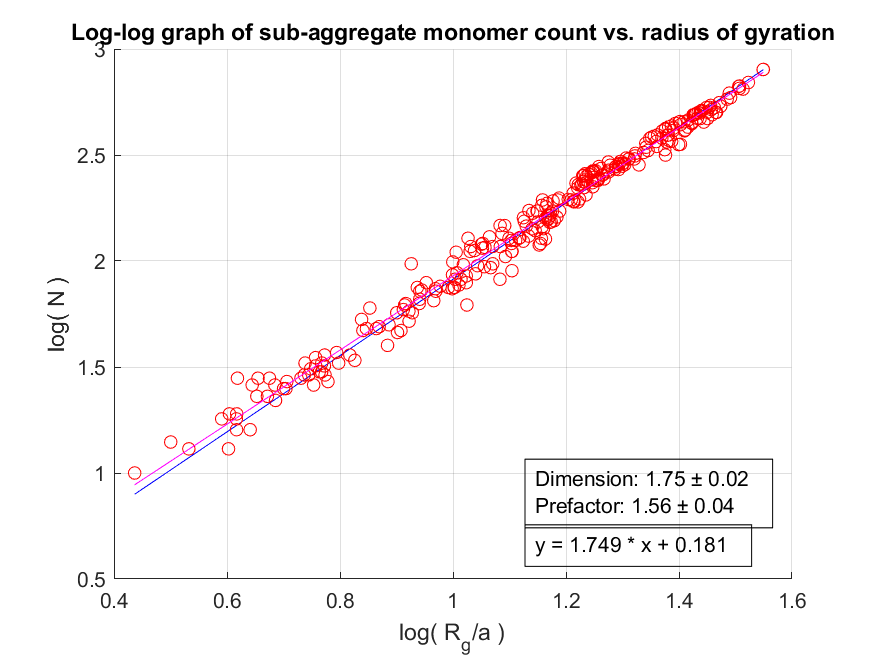 Log-log graph of sub-aggregate monomer count vs. radius of gyration
3
2.5
2
1.5
1
0.5
log( N )
Dimension: 1.75 ± 0.02
Prefactor: 1.56 ± 0.04
y = 1.749 * x + 0.181
0.4 0.6 0.8 1 1.2 1.4 1.6
log( Rg/a )